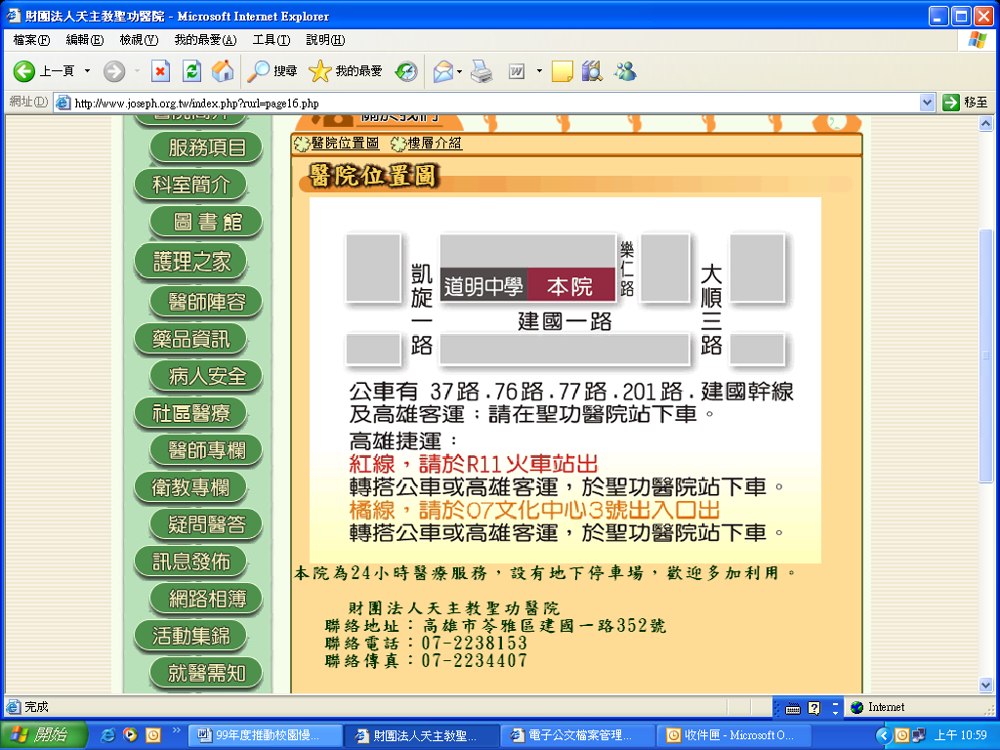 財團法人天主教聖功醫院 - Microsoft Internet Explorer
檔案(F) 編輯(E) 檢視(V) 我的最愛(A) 工具(T) 說明(H)
上一頁 搜尋 我的最愛
網址(D) http://www.joseph.org.tw/index.php?rurl=page16.php 移至
醫院簡介
服務項目
科室簡介
圖書館
護理之家
醫師陣容
藥品資訊
病人安全
社區醫療
醫師專欄
衛教專欄
疑問醫答
訊息發佈
網路相簿
活動集錦
就醫需知
關於我們
醫院位置圖 樓層介紹
醫院位置圖
凱旋一路
道明中學 本院
樂仁路
大順三路
建國一路
公車有 37路.76路.77路.201路.建國幹線
及高雄客運：請在聖功醫院站下車。
高雄捷運：
紅線，請於R11火車站出
轉搭公車或高雄客運，於聖功醫院站下車。
橘線，請於O7文化中心3號出入口出
轉搭公車或高雄客運，於聖功醫院站下車。
本院為24小時醫療服務，設有地下停車場，歡迎多加利用。
財團法人天主教聖功醫院
聯絡地址：高雄市苓雅區建國一路352號
聯絡電話：07-2238153
聯絡傳真：07-2234407
完成 Internet
開始 99年度推動校園慢... 財團法人天主教聖... 電子公文檔案管理... 收件匣 - Microsoft O... 上午 10:59